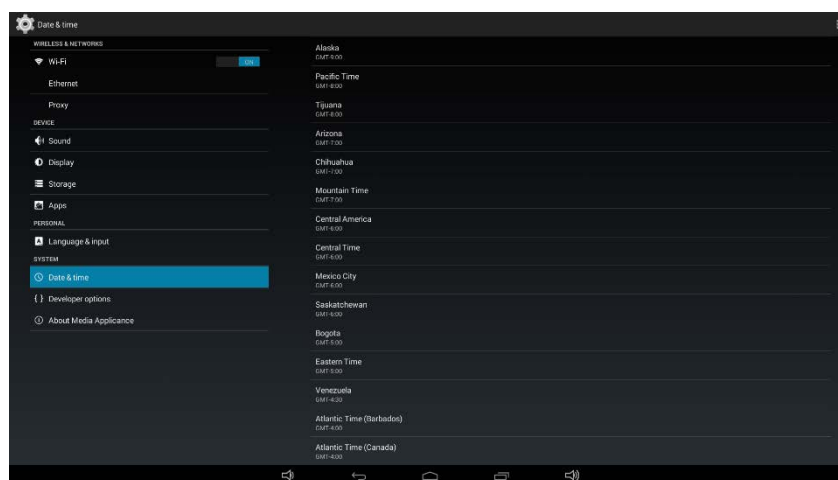 Date & time
WIRELESS & NETWORKS
Wi-Fi
ON
Ethernet
Proxy
DEVICE
Sound
Display
Storage
Apps
PERSONAL
A
Language & input
SYSTEM
Date & time
{ } Developer options
About Media Applicance
Alaska
GMT-9:00
Pacific Time
GMT-8:00
Tijuana
GMT-8:00
Arizona
GMT-7:00
Chihuahua
GMT-7:00
Mountain Time
GMT-7:00
Central America
GMT-6:00
Central Time
GMT-6:00
Mexico City
GMT-6:00
Saskatchewan
GMT-6:00
Bogota
GMT-5:00
Eastern Time
GMT-5:00
Venezuela
GMT-4:30
Atlantic Time (Barbados)
GMT-4:00
Atlantic Time (Canada)
GMT-4:00